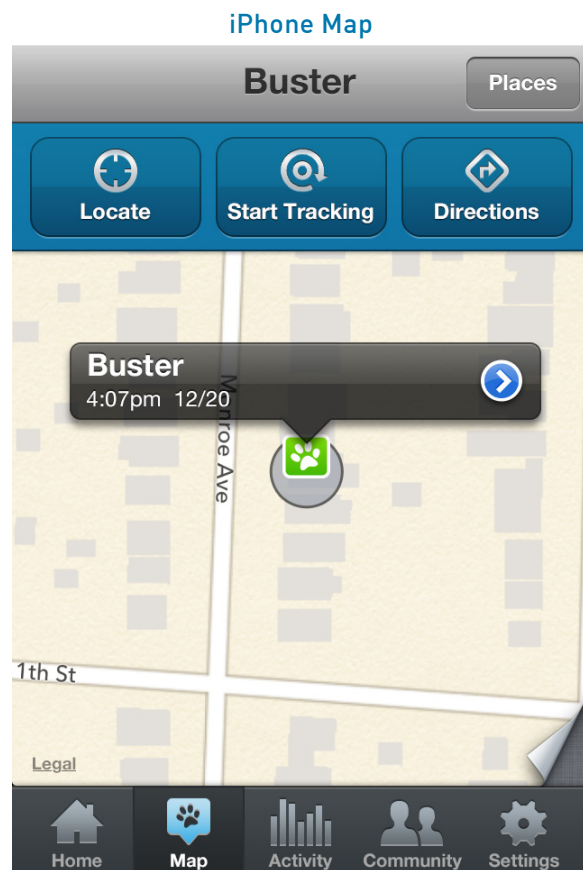 iPhone Map
Buster
Places
Locate
Start Tracking
Directions
Buster
4:07pm 12/20
Monroe Ave
1th St
Legal
Home
Map
Activity
Community
Settings